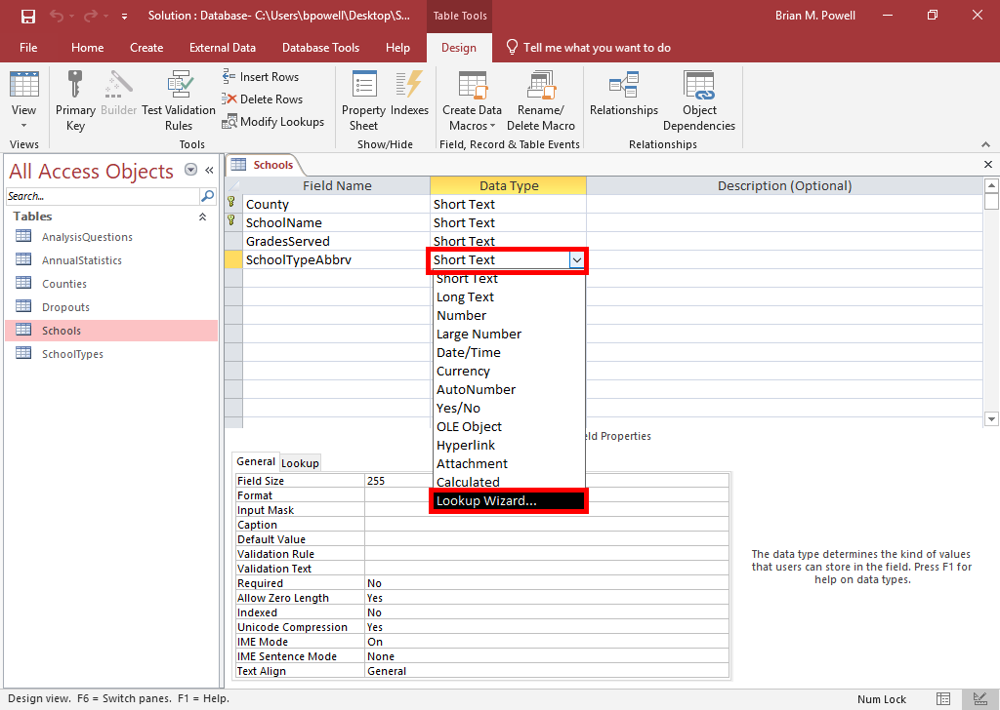 Solution : Database- C:\Users\bpowell\Desktop\S...
Table Tools
Brian M. Powell
File
Home
Create
External Data
Database Tools
Help
Design
Tell me what you want to do
View
Primary Key
Builder
Test Validation Rules
Insert Rows
Delete Rows
Modify Lookups
Property Sheet
Indexes
Create Data Macros
Rename/ Delete Macro
Relationships
Object Dependencies
Views
Tools
Show/Hide
Field, Record & Table Events
Relationships
All Access Objects
Search...
Tables
AnalysisQuestions
AnnualStatistics
Counties
Dropouts
Schools
SchoolTypes
Schools
Field Name
Data Type
Description (Optional)
County
Short Text
SchoolName
Short Text
GradesServed
Short Text
SchoolTypeAbbrv
Short Text
Short Text
Long Text
Number
Large Number
Date/Time
Currency
AutoNumber
Yes/No
OLE Object
Hyperlink
Attachment
Calculated
Lookup Wizard...
eld Properties
General
Lookup
Field Size
255
Format
Input Mask
Caption
Default Value
Validation Rule
Validation Text
Required
No
Allow Zero Length
Yes
Indexed
No
Unicode Compression
Yes
IME Mode
On
IME Sentence Mode
None
Text Align
General
The data type determines the kind of values
that users can store in the field. Press F1 for
help on data types.
Design view.  F6 = Switch panes.  F1 = Help.
Num Lock